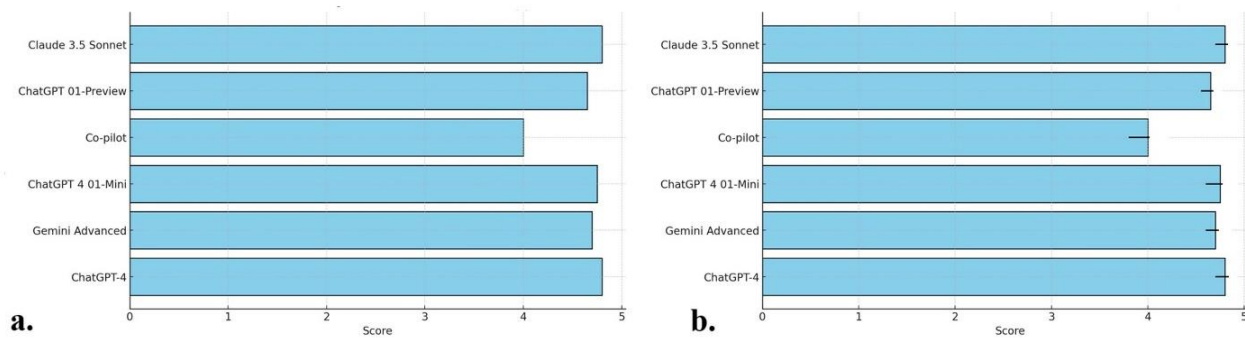 Claude 3.5 Sonnet
ChatGPT 01-Preview
Co-pilot
ChatGPT 4 01-Mini
Gemini Advanced
ChatGPT-4
0 1 2 3 4 5
Score
a.
Claude 3.5 Sonnet
ChatGPT 01-Preview
Co-pilot
ChatGPT 4 01-Mini
Gemini Advanced
ChatGPT-4
0 1 2 3 4 5
Score
b.